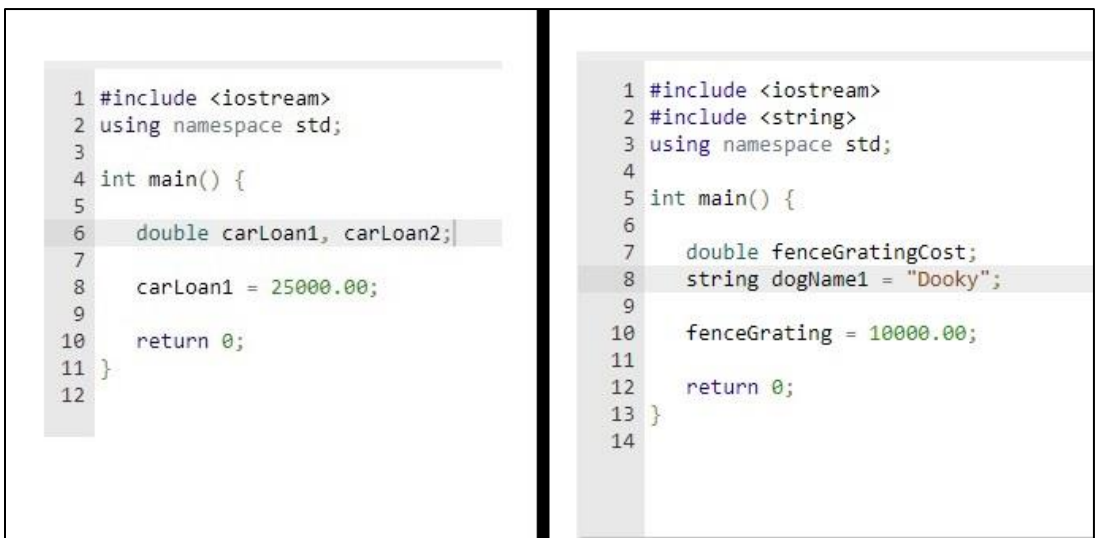 1 #include <iostream>
2 using namespace std;
3
4 int main() {
5
6 double carLoan1, carLoan2;
7
8 carLoan1 = 25000.00;
9
10 return 0;
11 }
12
1 #include <iostream>
2 #include <string>
3 using namespace std;
4
5 int main() {
6
7 double fenceGratingCost;
8 string dogName1 = "Dooky";
9
10 fenceGrating = 10000.00;
11
12 return 0;
13 }
14